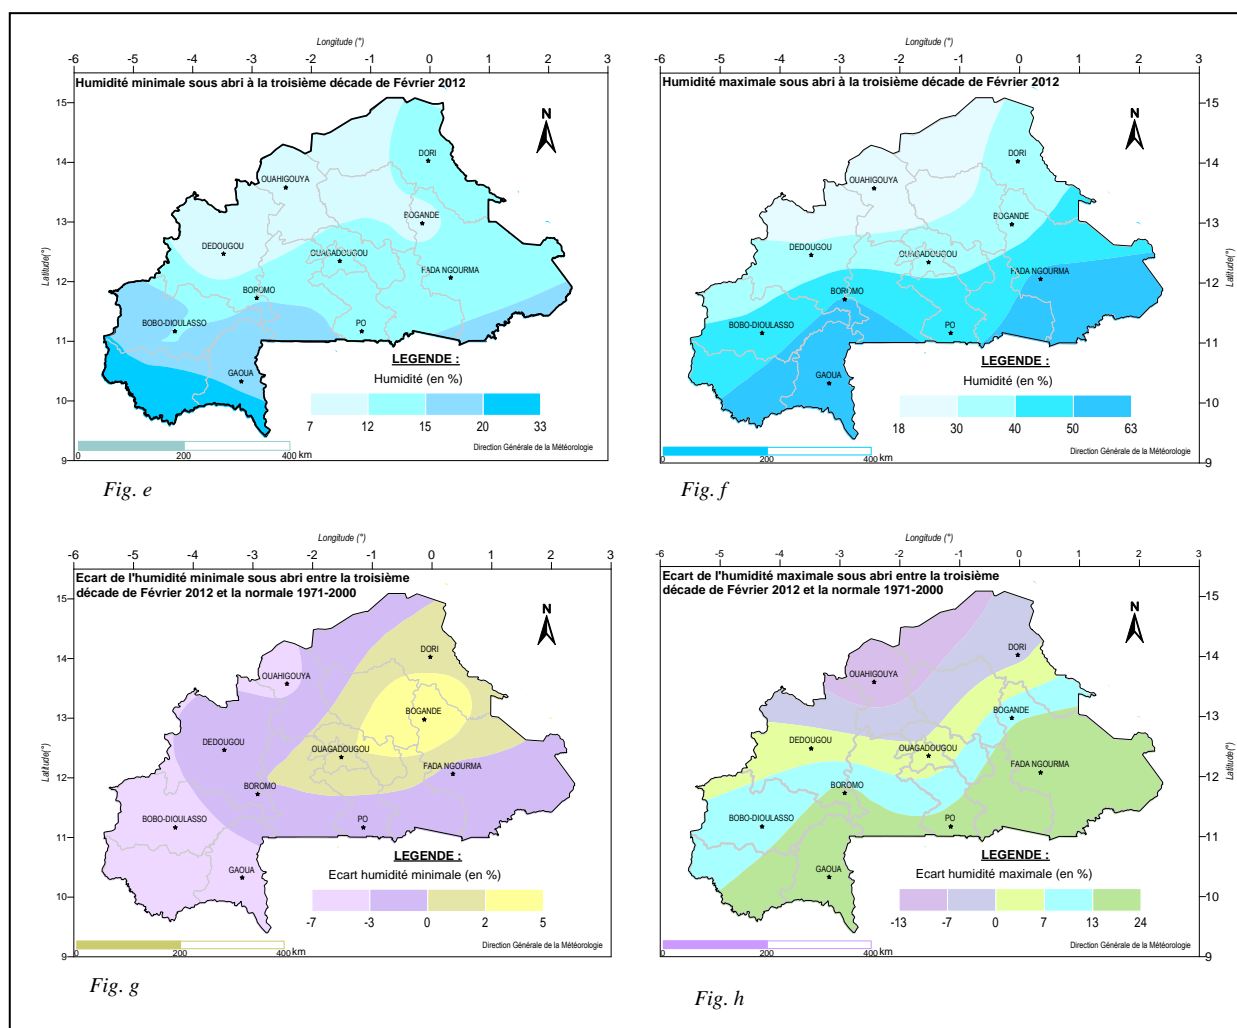 Longitude (°)
-6 -5 -4 -3 -2 -1 0 1 2 3
Humidité minimale sous abri à la troisième décade de Février 2012
N
15
14
13
12
11
10
9
Latitude(°)
DORI
OUAHIGOUYA
BOGANDE
DEDOUGOU
OUAGADOUGOU
FADA NGOURMA
BOROMO
BOBO-DIOULASSO
PO
GAOUA
LEGENDE :
Humidité (en %)
7 12 15 20 33
Direction Générale de la Météorologie
0 200 400 km
Fig. e
Longitude (°)
-6 -5 -4 -3 -2 -1 0 1 2 3
Humidité maximale sous abri à la troisième décade de Février 2012
N
15
14
13
12
11
10
9
Latitude(°)
DORI
OUAHIGOUYA
BOGANDE
DEDOUGOU
OUAGADOUGOU
FADA NGOURMA
BOROMO
BOBO-DIOULASSO
PO
GAOUA
LEGENDE :
Humidité (en %)
18 30 40 50 63
Direction Générale de la Météorologie
0 200 400 km
Fig. f
Longitude (°)
-6 -5 -4 -3 -2 -1 0 1 2 3
Ecart de l'humidité minimale sous abri entre la troisième
décade de Février 2012 et la normale 1971-2000
N
15
14
13
12
11
10
9
Latitude(°)
DORI
OUAHIGOUYA
BOGANDE
DEDOUGOU
OUAGADOUGOU
FADA NGOURMA
BOROMO
BOBO-DIOULASSO
PO
GAOUA
LEGENDE :
Ecart humidité minimale (en %)
-7 -3 0 2 5
Direction Générale de la Météorologie
0 200 400 km
Fig. g
Longitude (°)
-6 -5 -4 -3 -2 -1 0 1 2 3
Ecart de l'humidité maximale sous abri entre la troisième
décade de Février 2012 et la normale 1971-2000
N
15
14
13
12
11
10
9
Latitude(°)
DORI
OUAHIGOUYA
BOGANDE
DEDOUGOU
OUAGADOUGOU
FADA NGOURMA
BOROMO
BOBO-DIOULASSO
PO
GAOUA
LEGENDE :
Ecart humidité maximale (en %)
-13 -7 0 7 13 24
Direction Générale de la Météorologie
0 200 400 km
Fig. h